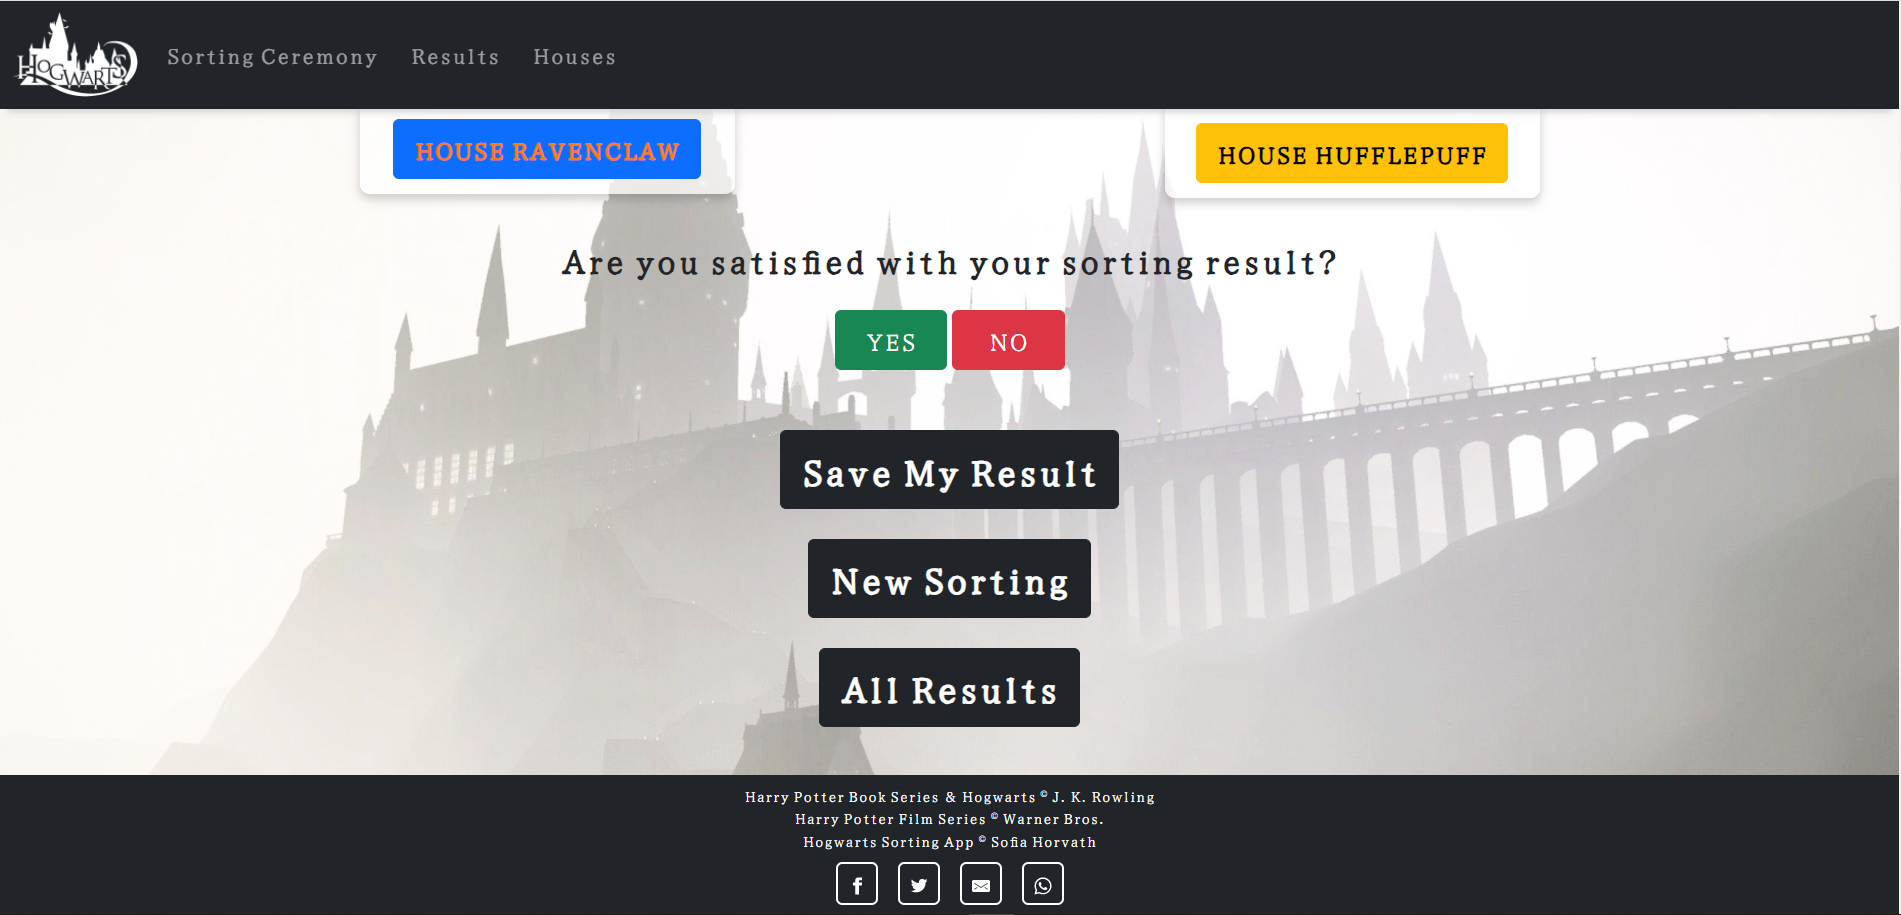 HOGWARTS
Sorting Ceremony Results Houses
HOUSE RAVENCLAW
HOUSE HUFFLEPUFF
Are you satisfied with your sorting result?
YES NO
Save My Result
New Sorting
All Results
Harry Potter Book Series & Hogwarts © J. K. Rowling
Harry Potter Film Series © Warner Bros.
Hogwarts Sorting App © Sofia Horvath